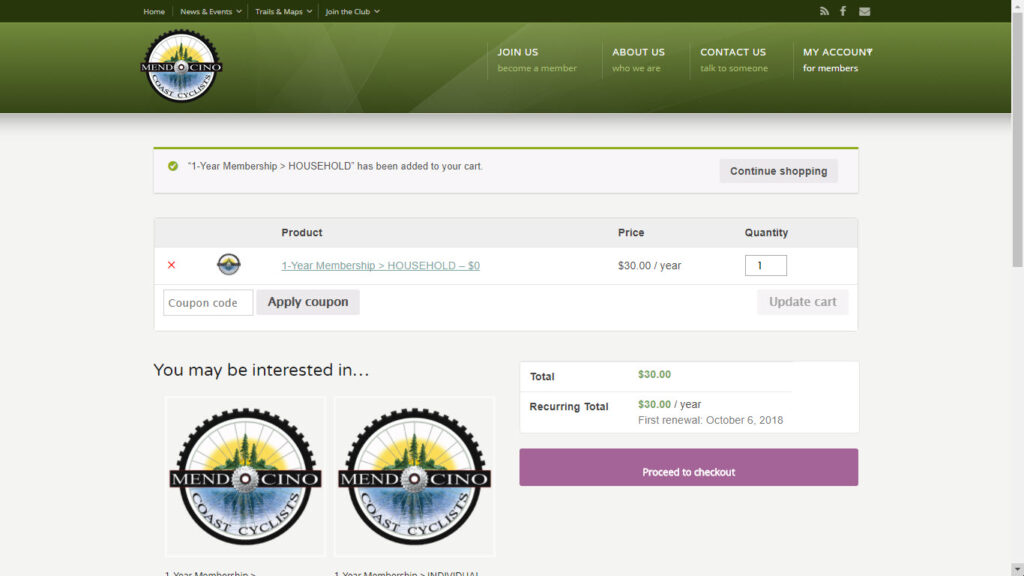 Home News & Events Trails & Maps Join the Club
MENDOCINO
COAST CYCLISTS
JOIN US
become a member
ABOUT US
who we are
CONTACT US
talk to someone
MY ACCOUNT
for members
“1-Year Membership > HOUSEHOLD” has been added to your cart.
Continue shopping
Product Price Quantity
× 1-Year Membership > HOUSEHOLD – $0 $30.00 / year 1
Coupon code Apply coupon Update cart
You may be interested in…
Total $30.00
Recurring Total $30.00 / year
First renewal: October 6, 2018
Proceed to checkout
MENDOCINO
COAST CYCLISTS
MENDOCINO
COAST CYCLISTS
1-Year Membership > 1-Year Membership > INDIVIDUAL